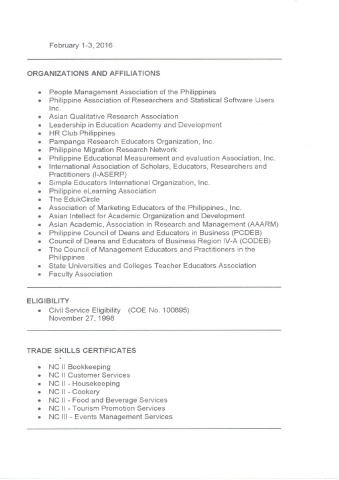 February 1-3, 2016
ORGANIZATIONS AND AFFILIATIONS
• People Management Association of the Philippines
• Philippine Association of Researchers and Statistical Software Users
Inc.
• Asian Qualitative Research Association
• Leadership in Education Academy and Development
• HR Club Philippines
• Pampanga Research Educators Organization, Inc.
• Philippine Migration Research Network
• Philippine Educational Measurement and evaluation Association, Inc.
• International Association of Scholars, Educators, Researchers and
Practitioners (I-ASERP)
• Simple Educators International Organization, Inc.
• Philippine eLearning Association
• The EdukCircle
• Association of Marketing Educators of the Philippines., Inc.
• Asian Intellect for Academic Organization and Development
• Asian Academic, Association in Research and Management (AAARM)
• Philippine Council of Deans and Educators in Business (PCDEB)
• Council of Deans and Educators of Business Region IV-A (CODEB)
• The Council of Management Educators and Practitioners in the
Philippines
• State Universities and Colleges Teacher Educators Association
• Faculty Association
ELIGIBILITY
• Civil Service Eligibility (COE No. 100895)
November 27, 1998
TRADE SKILLS CERTIFICATES
• NC II Bookkeeping
• NC II Customer Services
• NC II - Housekeeping
• NC II - Cookery
• NC II - Food and Beverage Services
• NC II - Tourism Promotion Services
• NC III - Events Management Services